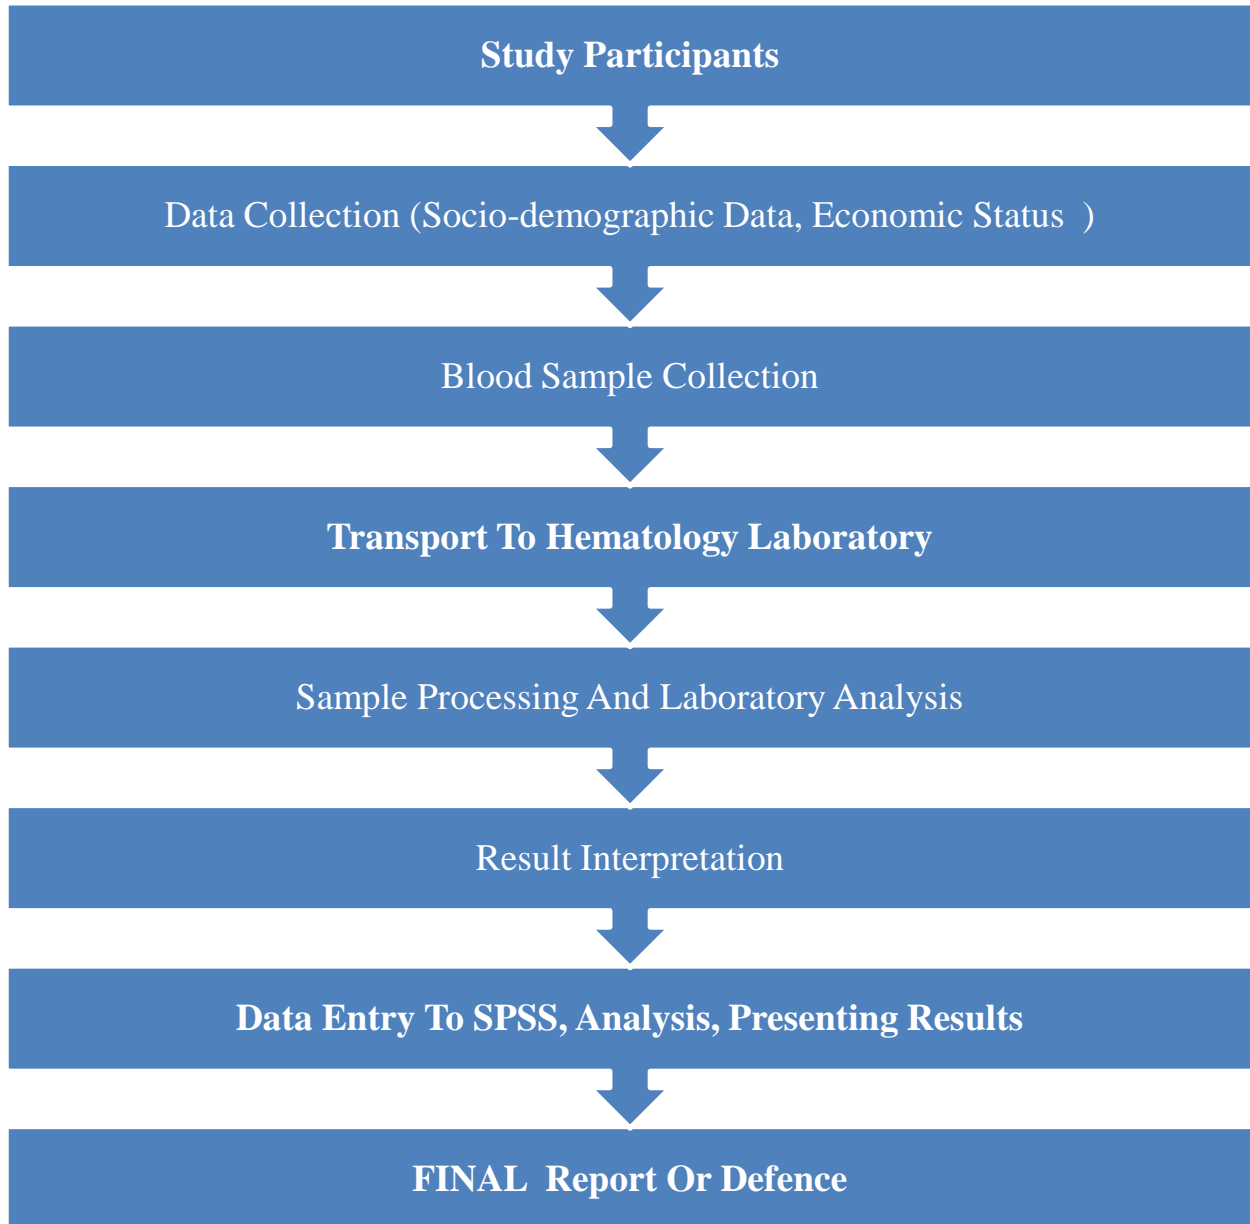 Study Participants
Data Collection (Socio-demographic Data, Economic Status  )
Blood Sample Collection
Transport To Hematology Laboratory
Sample Processing And Laboratory Analysis
Result Interpretation
Data Entry To SPSS, Analysis, Presenting Results
FINAL  Report Or Defence